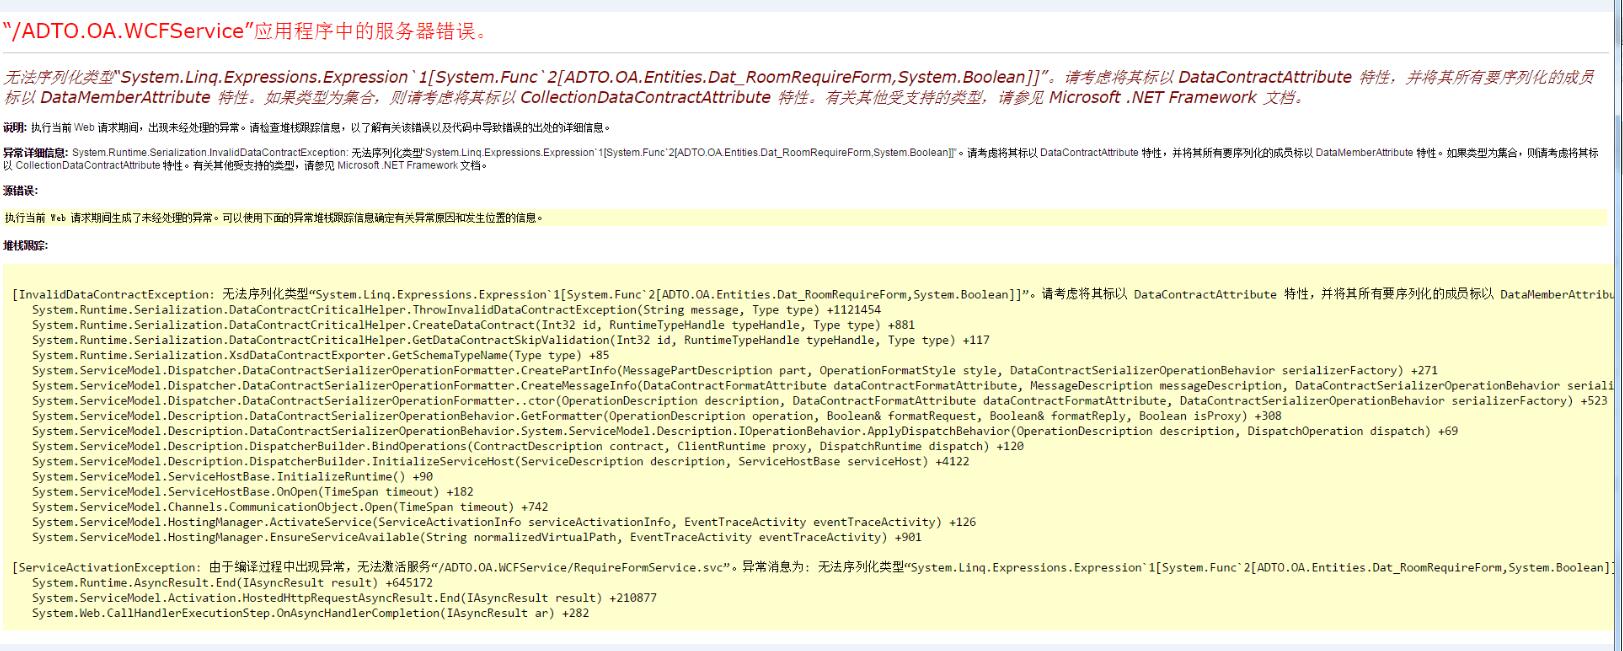 “/ADTO.OA.WCFService”应用程序中的服务器错误。
无法序列化类型“System.Linq.Expressions.Expression`1[System.Func`2[ADTO.OA.Entities.Dat_RoomRequireForm,System.Boolean]]”。请考虑将其标以 DataContractAttribute 特性，并将其所有要序列化的成员
标以 DataMemberAttribute 特性。如果类型为集合，则请考虑将其标以 CollectionDataContractAttribute 特性。有关其他受支持的类型，请参见 Microsoft .NET Framework 文档。
说明: 执行当前 Web 请求期间，出现未经处理的异常。请检查堆栈跟踪信息，以了解有关该错误以及代码中导致错误的出处的详细信息。
异常详细信息: System.Runtime.Serialization.InvalidDataContractException: 无法序列化类型“System.Linq.Expressions.Expression`1[System.Func`2[ADTO.OA.Entities.Dat_RoomRequireForm,System.Boolean]]”。请考虑将其标以 DataContractAttribute 特性，并将其所有要序列化的成员标以 DataMemberAttribute 特性。如果类型为集合，则请考虑将其标
以 CollectionDataContractAttribute 特性。有关其他受支持的类型，请参见 Microsoft .NET Framework 文档。
源错误:
执行当前 Web 请求期间生成了未经处理的异常。可以使用下面的异常堆栈跟踪信息确定有关异常原因和发生位置的信息。
堆栈跟踪:
[InvalidDataContractException: 无法序列化类型“System.Linq.Expressions.Expression`1[System.Func`2[ADTO.OA.Entities.Dat_RoomRequireForm,System.Boolean]]”。请考虑将其标以 DataContractAttribute 特性，并将其所有要序列化的成员标以 DataMemberAttribu
System.Runtime.Serialization.DataContractCriticalHelper.ThrowInvalidDataContractException(String message, Type type) +1121454
System.Runtime.Serialization.DataContractCriticalHelper.CreateDataContract(Int32 id, RuntimeTypeHandle typeHandle, Type type) +881
System.Runtime.Serialization.DataContractCriticalHelper.GetDataContractSkipValidation(Int32 id, RuntimeTypeHandle typeHandle, Type type) +117
System.Runtime.Serialization.XsdDataContractExporter.GetSchemaTypeName(Type type) +85
System.ServiceModel.Dispatcher.DataContractSerializerOperationFormatter.CreatePartInfo(MessagePartDescription part, OperationFormatStyle style, DataContractSerializerOperationBehavior serializerFactory) +271
System.ServiceModel.Dispatcher.DataContractSerializerOperationFormatter.CreateMessageInfo(DataContractFormatAttribute dataContractFormatAttribute, MessageDescription messageDescription, DataContractSerializerOperationBehavior seriali
System.ServiceModel.Dispatcher.DataContractSerializerOperationFormatter..ctor(OperationDescription description, DataContractFormatAttribute dataContractFormatAttribute, DataContractSerializerOperationBehavior serializerFactory) +523
System.ServiceModel.Description.DataContractSerializerOperationBehavior.GetFormatter(OperationDescription operation, Boolean& formatRequest, Boolean& formatReply, Boolean isProxy) +308
System.ServiceModel.Description.DataContractSerializerOperationBehavior.System.ServiceModel.Description.IOperationBehavior.ApplyDispatchBehavior(OperationDescription description, DispatchOperation dispatch) +69
System.ServiceModel.Description.DispatcherBuilder.BindOperations(ContractDescription contract, ClientRuntime proxy, DispatchRuntime dispatch) +120
System.ServiceModel.Description.DispatcherBuilder.InitializeServiceHost(ServiceDescription description, ServiceHostBase serviceHost) +4122
System.ServiceModel.ServiceHostBase.InitializeRuntime() +90
System.ServiceModel.ServiceHostBase.OnOpen(TimeSpan timeout) +182
System.ServiceModel.Channels.CommunicationObject.Open(TimeSpan timeout) +742
System.ServiceModel.HostingManager.ActivateService(ServiceActivationInfo serviceActivationInfo, EventTraceActivity eventTraceActivity) +126
System.ServiceModel.HostingManager.EnsureServiceAvailable(String normalizedVirtualPath, EventTraceActivity eventTraceActivity) +901
[ServiceActivationException: 由于编译过程中出现异常，无法激活服务“/ADTO.OA.WCFService/RequireFormService.svc”。异常消息为: 无法序列化类型“System.Linq.Expressions.Expression`1[System.Func`2[ADTO.OA.Entities.Dat_RoomRequireForm,System.Boolean]]
System.Runtime.AsyncResult.End(IAsyncResult result) +645172
System.ServiceModel.Activation.HostedHttpRequestAsyncResult.End(IAsyncResult result) +210877
System.Web.CallHandlerExecutionStep.OnAsyncHandlerCompletion(IAsyncResult ar) +282